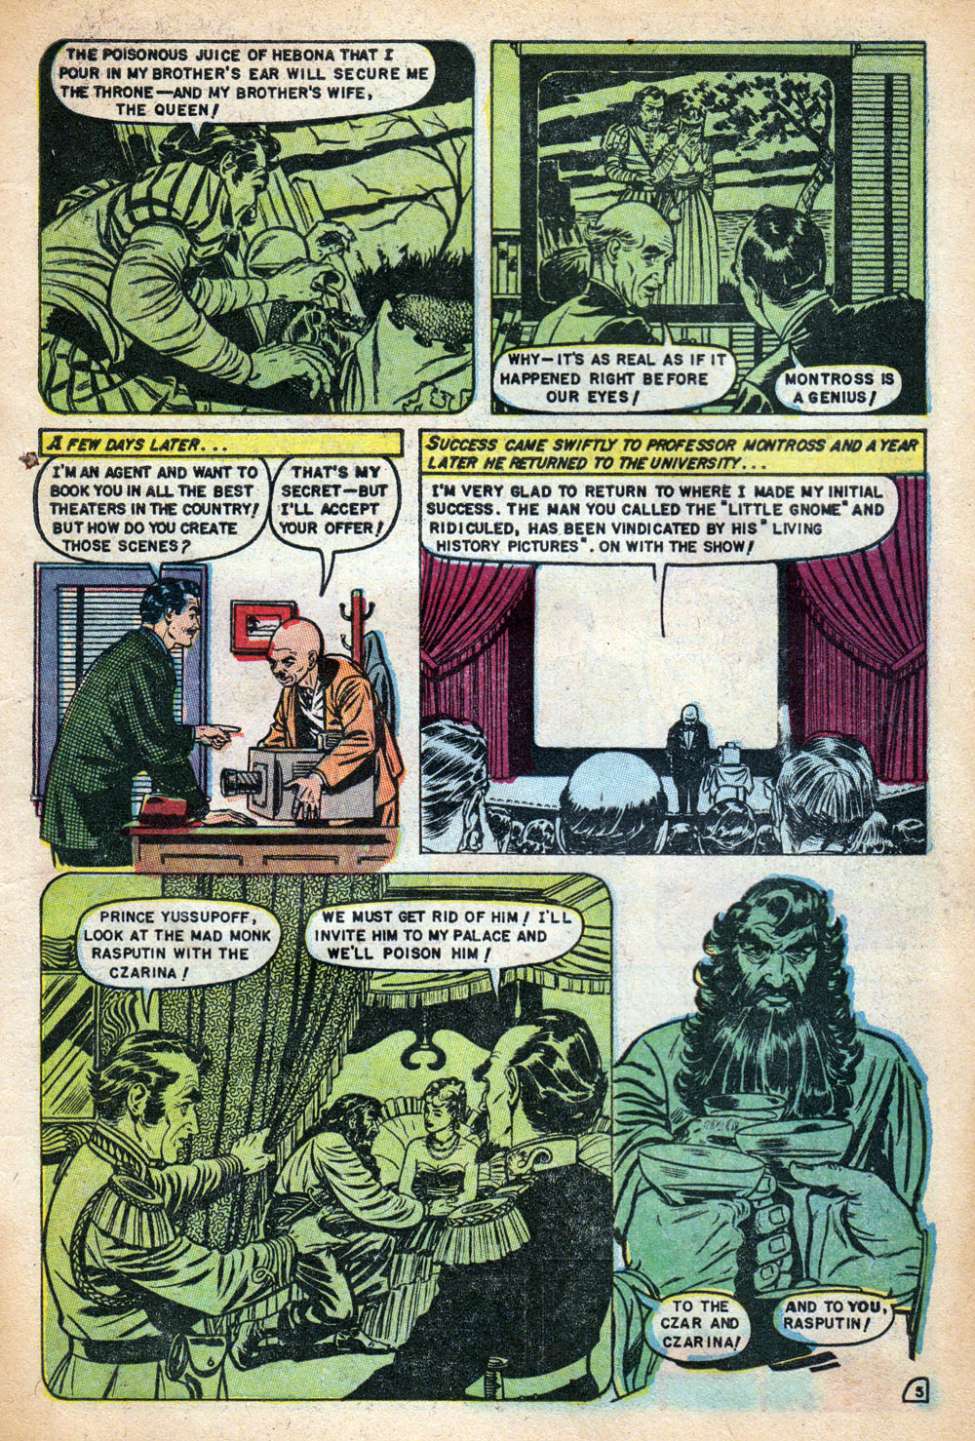 THE POISONOUS JUICE OF HEBONA THAT I
POUR IN MY BROTHER'S EAR WILL SECURE ME
THE THRONE—AND MY BROTHER'S WIFE,
THE QUEEN!
WHY—IT'S AS REAL AS IF IT
HAPPENED RIGHT BEFORE
OUR EYES!
MONTROSS IS
A GENIUS!
A FEW DAYS LATER...
I'M AN AGENT AND WANT TO
BOOK YOU IN ALL THE BEST
THEATERS IN THE COUNTRY!
BUT HOW DO YOU CREATE
THOSE SCENES?
THAT'S MY
SECRET—BUT
I'LL ACCEPT
YOUR OFFER!
SUCCESS CAME SWIFTLY TO PROFESSOR MONTROSS AND A YEAR
LATER HE RETURNED TO THE UNIVERSITY...
I'M VERY GLAD TO RETURN TO WHERE I MADE MY INITIAL
SUCCESS. THE MAN YOU CALLED THE "LITTLE GNOME" AND
RIDICULED, HAS BEEN VINDICATED BY HIS "LIVING
HISTORY PICTURES". ON WITH THE SHOW!
PRINCE YUSSUPOFF,
LOOK AT THE MAD MONK
RASPUTIN WITH THE
CZARINA!
WE MUST GET RID OF HIM! I'LL
INVITE HIM TO MY PALACE AND
WE'LL POISON HIM!
TO THE
CZAR AND
CZARINA!
AND TO YOU,
RASPUTIN!
3